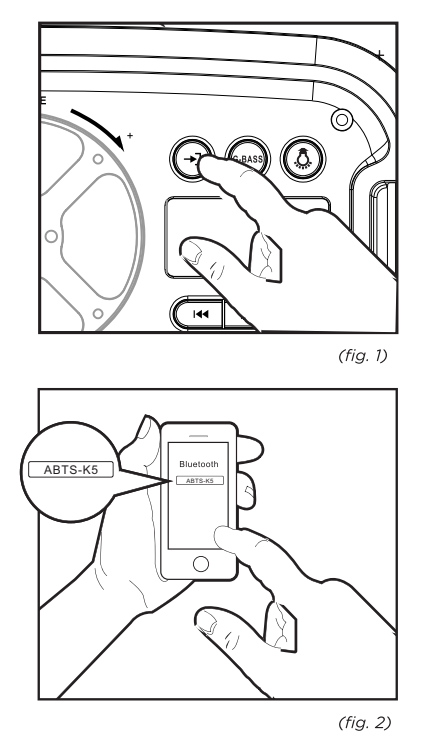 E
+
+
G-BASS
(fig. 1)
Bluetooth
ABTS-K5
ABTS-K5
(fig. 2)